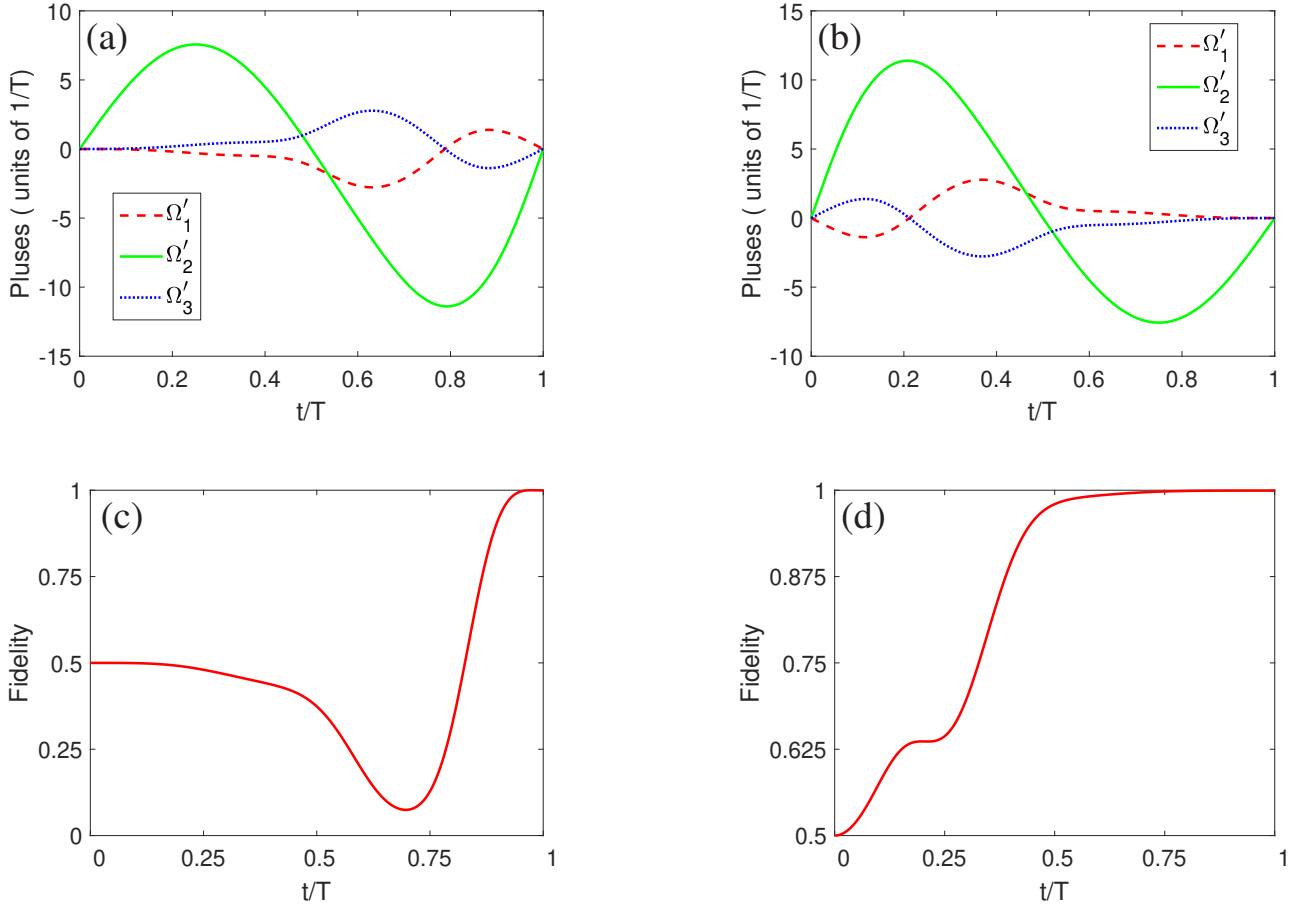 (a)
10
5
0
-5
-10
-15
Pluses ( units of 1/T)
Ω′1
Ω′2
Ω′3
0 0.2 0.4 0.6 0.8 1
t/T
(b)
15
10
5
0
-5
-10
Pluses ( units of 1/T)
Ω′1
Ω′2
Ω′3
0 0.2 0.4 0.6 0.8 1
t/T
(c)
1
0.75
0.5
0.25
0
Fidelity
0 0.25 0.5 0.75 1
t/T
(d)
1
0.875
0.75
0.625
0.5
Fidelity
0 0.25 0.5 0.75 1
t/T